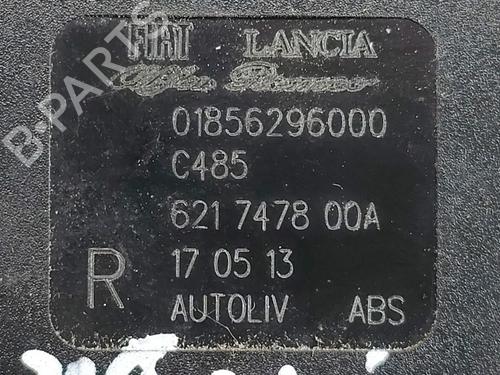 FIAT LANCIA
Alfa Romeo
01856296000
C485
621 7478 00A
R 17 05 13
AUTOLIV ABS
B-PARTS